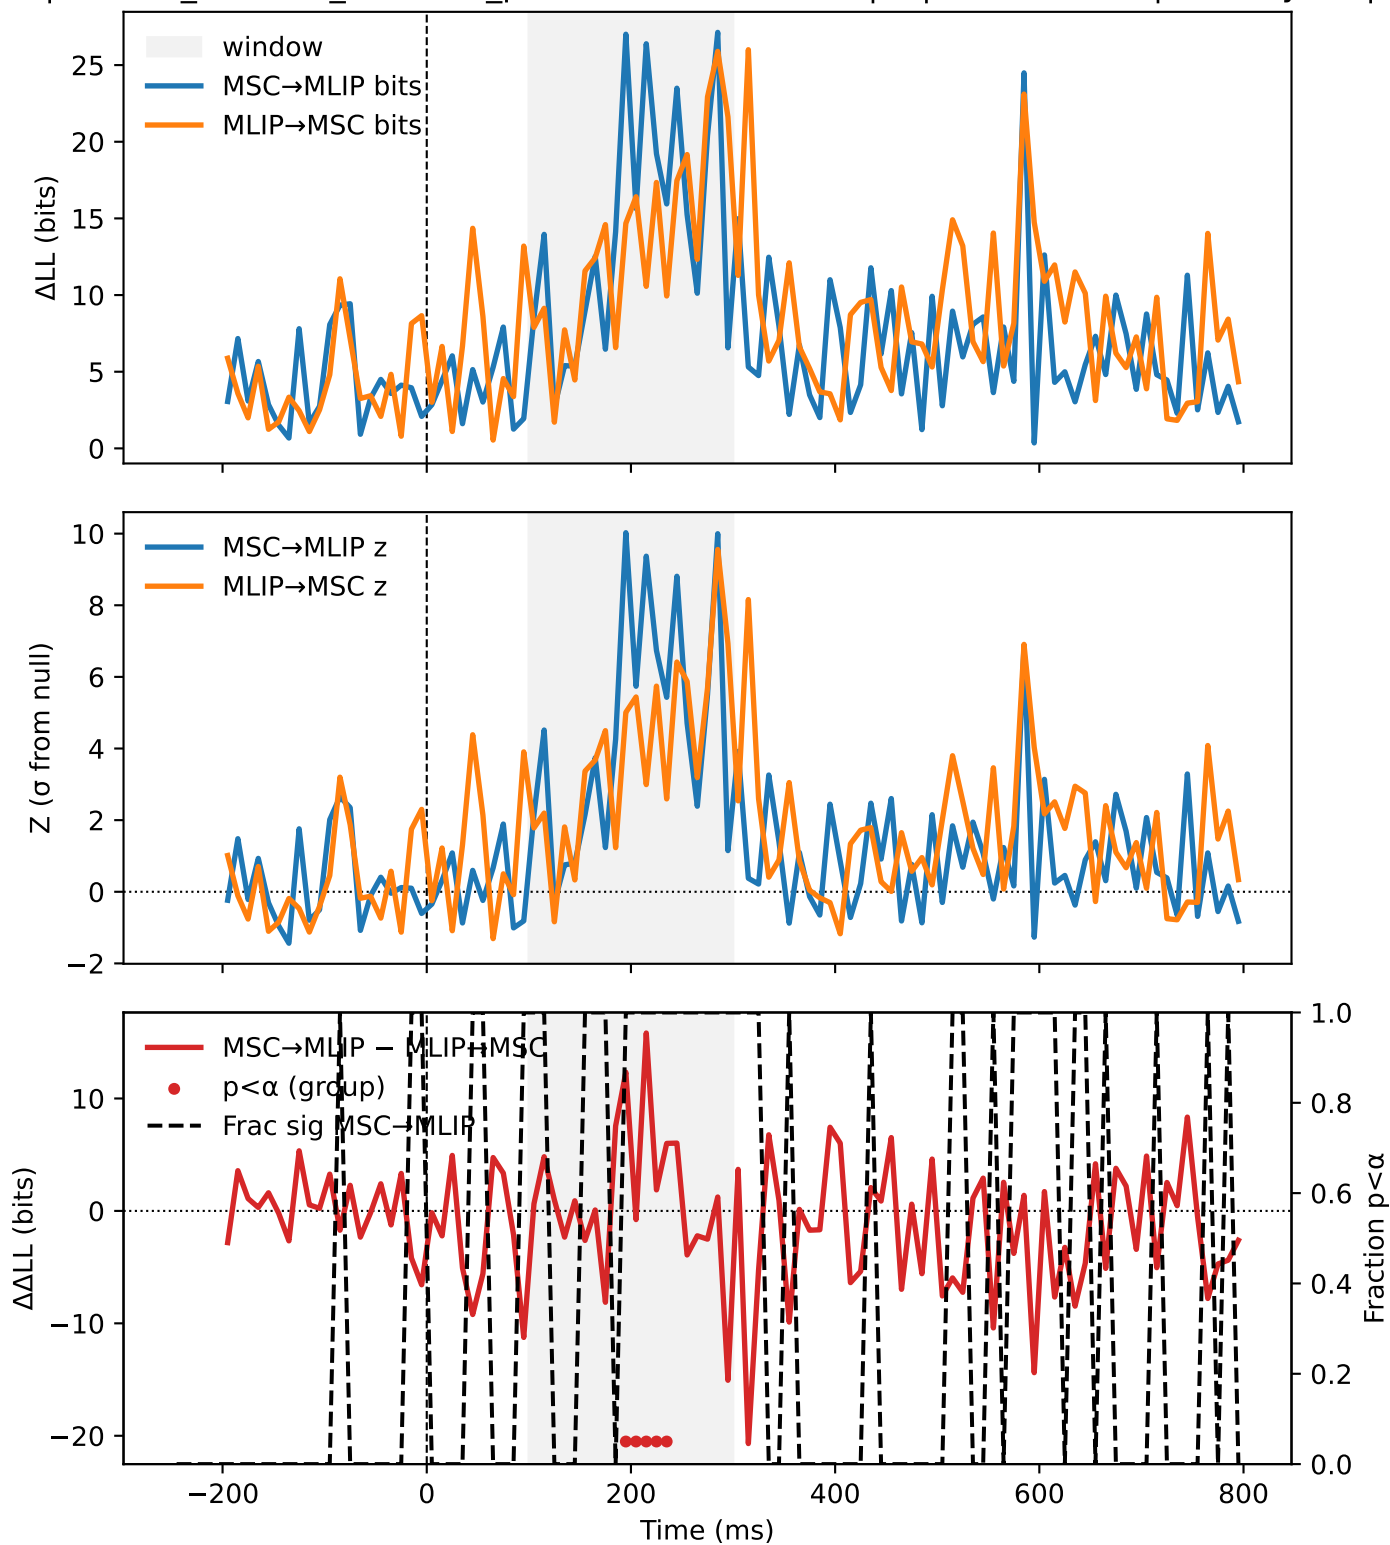 window
MSC→MLIP bits
MLIP→MSC bits
ΔLL (bits)
25
20
15
10
5
0
MSC→MLIP z
MLIP→MSC z
Z (σ from null)
10
8
6
4
2
0
−2
MSC→MLIP − MLIP→MSC
p<α (group)
Frac sig MSC→MLIP
ΔΔLL (bits)
10
0
−10
−20
1.0
0.8
0.6
0.4
0.2
0.0
Fraction p<α
−200 0 200 400 600 800
Time (ms)